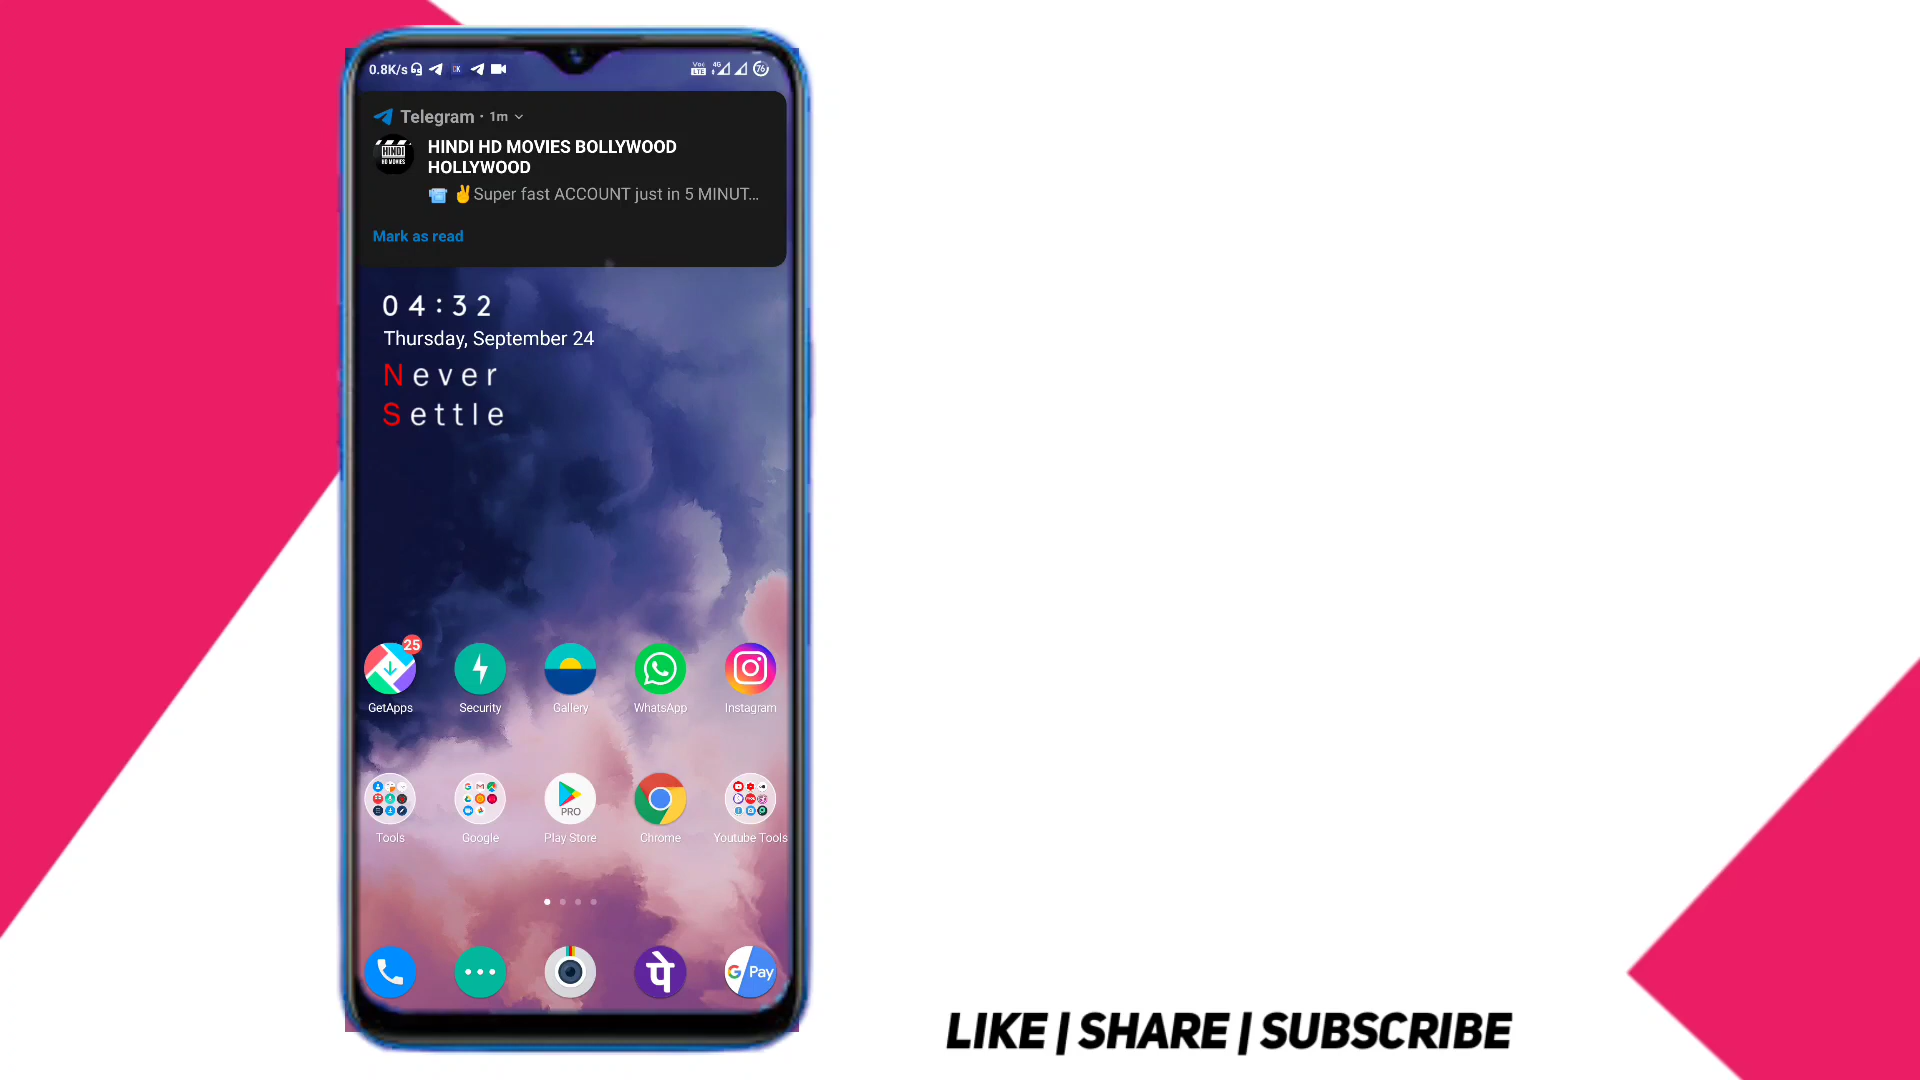 0.8K/s
4G
76
Telegram · 1m
HINDI HD MOVIES BOLLYWOOD
HOLLYWOOD
📹 ✌Super fast ACCOUNT just in 5 MINUT...
Mark as read
04:32
Thursday, September 24
Never
Settle
25
GetApps
Security
Gallery
WhatsApp
Instagram
PRO
Tools
Google
Play Store
Chrome
Youtube Tools
पे
G Pay
LIKE | SHARE | SUBSCRIBE